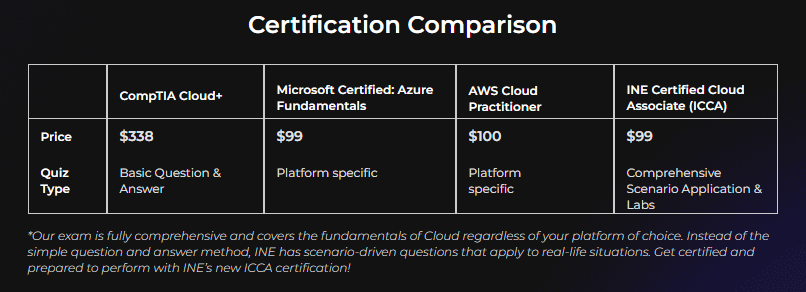 Certification Comparison
CompTIA Cloud+
Microsoft Certified: Azure
Fundamentals
AWS Cloud
Practitioner
INE Certified Cloud
Associate (ICCA)
Price
$338
$99
$100
$99
Quiz
Type
Basic Question &
Answer
Platform specific
Platform
specific
Comprehensive
Scenario Application &
Labs
*Our exam is fully comprehensive and covers the fundamentals of Cloud regardless of your platform of choice. Instead of the
simple question and answer method, INE has scenario-driven questions that apply to real-life situations. Get certified and
prepared to perform with INE's new ICCA certification!